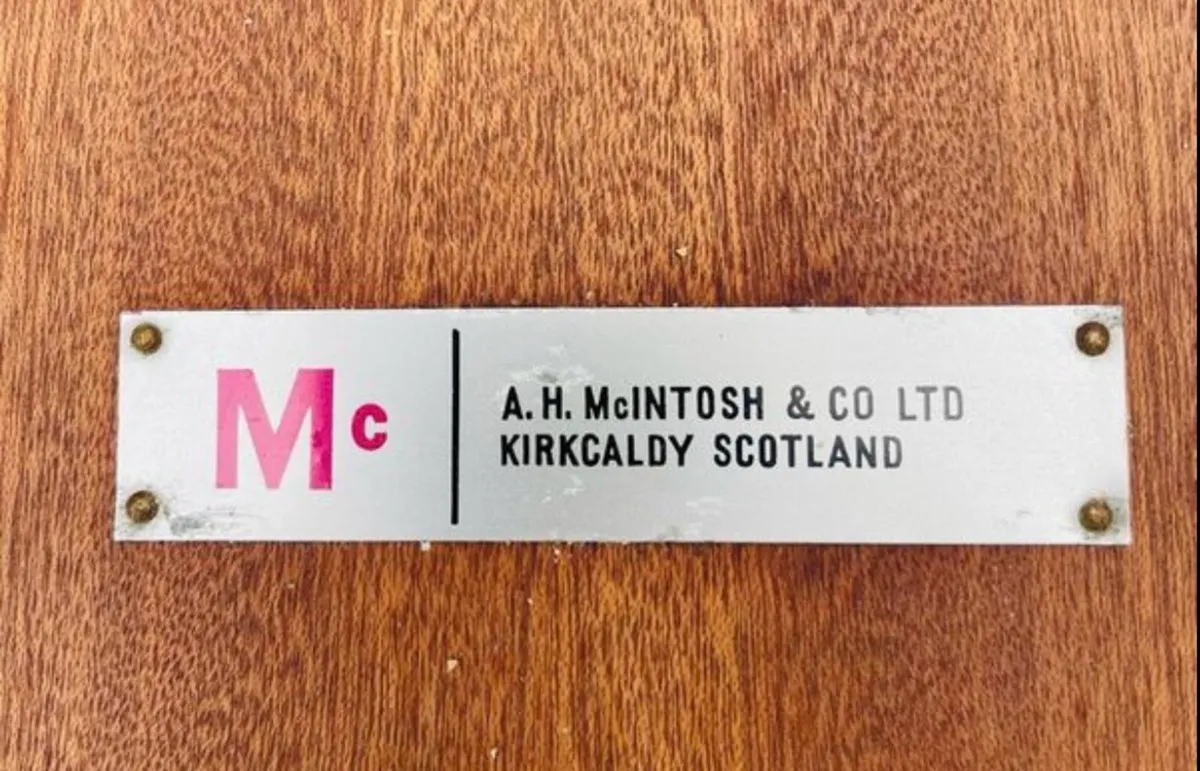 Mc
A. H. McINTOSH & CO LTD
KIRKCALDY SCOTLAND